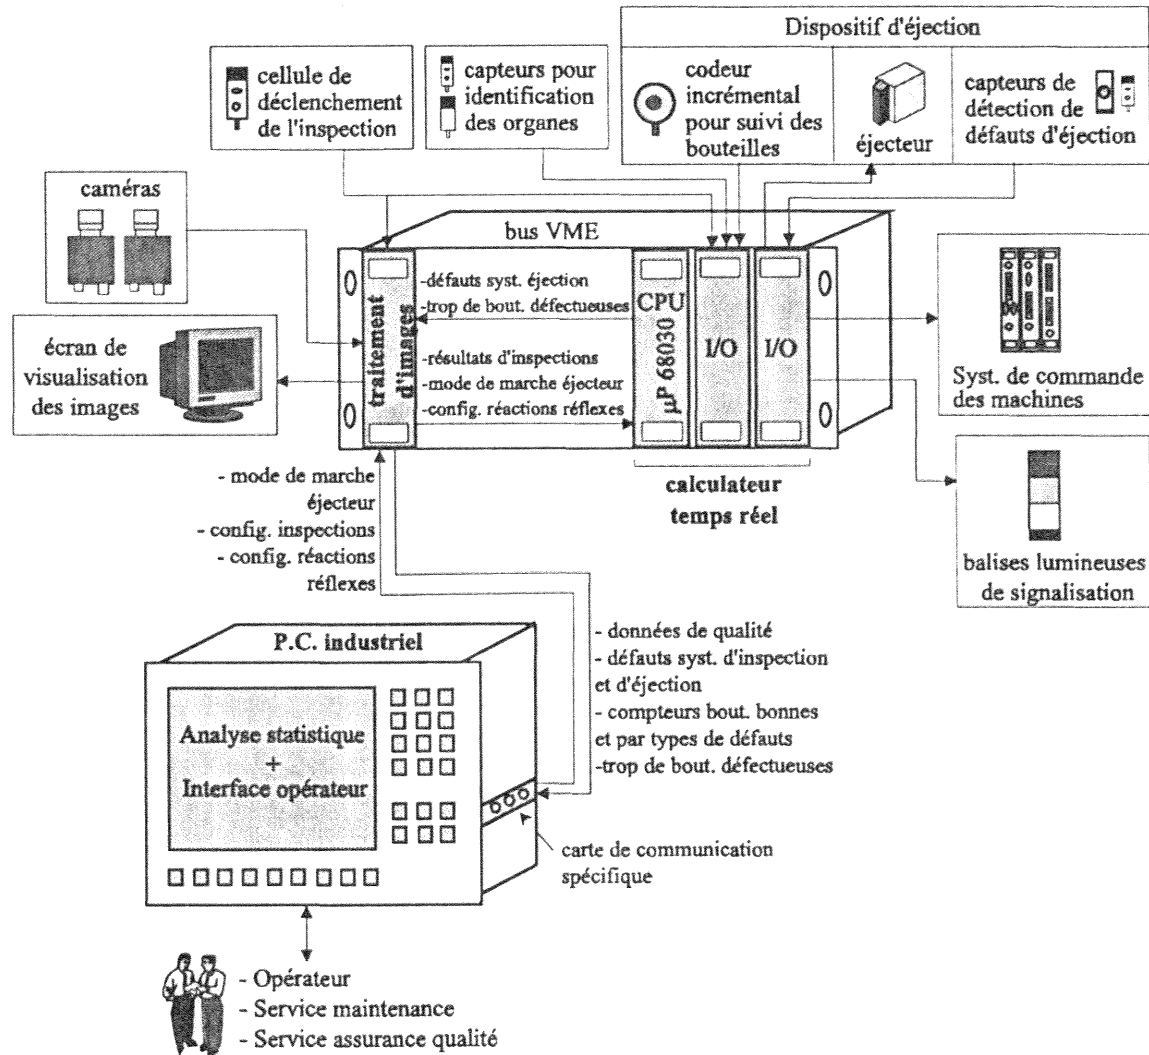 Dispositif d'éjection
cellule de
déclenchement
de l'inspection
capteurs pour
identification
des organes
codeur
incrémental
pour suivi des
bouteilles
éjecteur
capteurs de
détection de
défauts d'éjection
caméras
bus VME
écran de
visualisation
des images
traitement
d'images
-défauts syst. éjection
-trop de bout. défectueuses
-résultats d'inspections
-mode de marche éjecteur
-config. réactions réflexes
CPU
µP 68030
I/O
I/O
Syst. de commande
des machines
calculateur
temps réel
balises lumineuses
de signalisation
- mode de marche
éjecteur
- config. inspections
- config. réactions
réflexes
P.C. industriel
Analyse statistique
+
Interface opérateur
- données de qualité
- défauts syst. d'inspection
et d'éjection
- compteurs bout. bonnes
et par types de défauts
-trop de bout. défectueuses
carte de communication
spécifique
- Opérateur
- Service maintenance
- Service assurance qualité